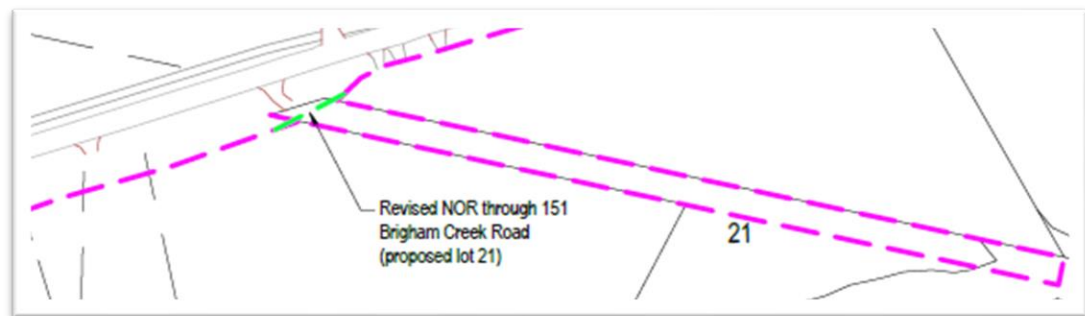 Revised NOR through 151
Brigham Creek Road
(proposed lot 21)
21